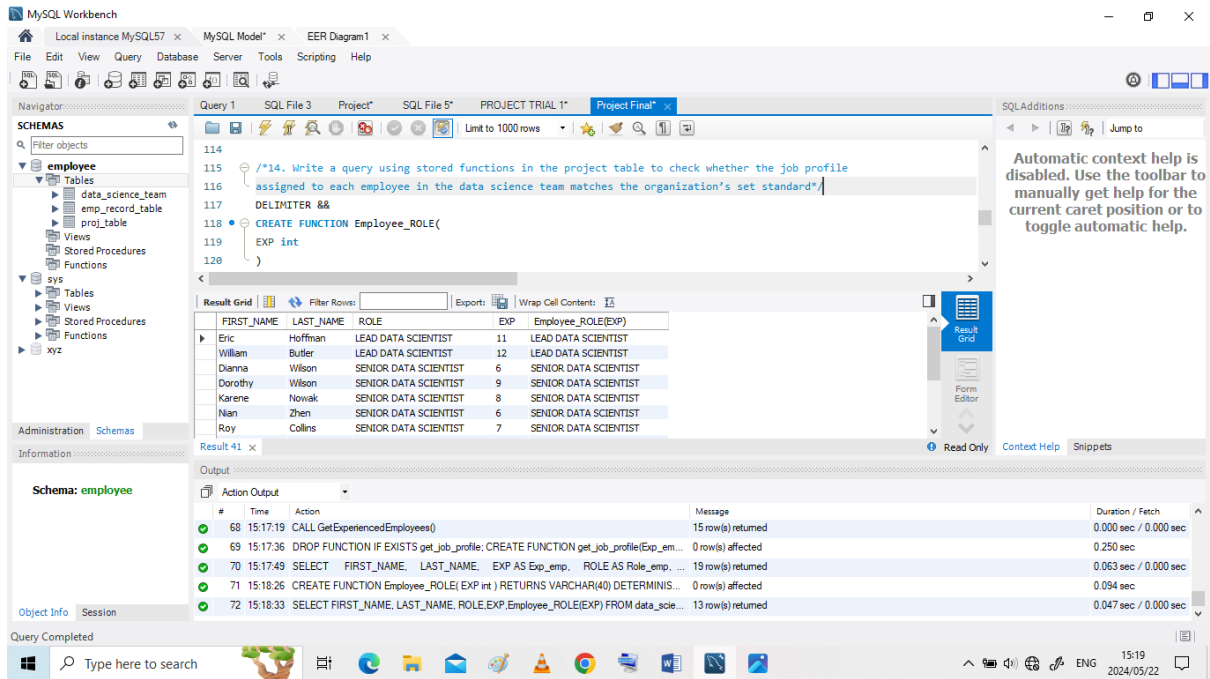 MySQL Workbench
Local instance MySQL57 × MySQL Model* × EER Diagram1 ×
File Edit View Query Database Server Tools Scripting Help
Navigator
SCHEMAS
Filter objects
employee
Tables
data_science_team
emp_record_table
proj_table
Views
Stored Procedures
Functions
sys
Tables
Views
Stored Procedures
Functions
xyz
Administration Schemas
Information
Schema: employee
Object Info Session
Query 1 SQL File 3 Project* SQL File 5* PROJECT TRIAL 1* Project Final* ×
Limit to 1000 rows
114
115 /*14. Write a query using stored functions in the project table to check whether the job profile
116 assigned to each employee in the data science team matches the organization's set standard*/
117 DELIMITER &&
118 CREATE FUNCTION Employee_ROLE(
119 EXP int
120 )
Result Grid Filter Rows: Export: Wrap Cell Content:
FIRST_NAME LAST_NAME ROLE EXP Employee_ROLE(EXP)
Eric Hoffman LEAD DATA SCIENTIST 11 LEAD DATA SCIENTIST
William Butler LEAD DATA SCIENTIST 12 LEAD DATA SCIENTIST
Dianna Wilson SENIOR DATA SCIENTIST 6 SENIOR DATA SCIENTIST
Dorothy Wilson SENIOR DATA SCIENTIST 9 SENIOR DATA SCIENTIST
Karene Nowak SENIOR DATA SCIENTIST 8 SENIOR DATA SCIENTIST
Nian Zhen SENIOR DATA SCIENTIST 6 SENIOR DATA SCIENTIST
Roy Collins SENIOR DATA SCIENTIST 7 SENIOR DATA SCIENTIST
Result Grid
Form Editor
Result 41 × Read Only
SQLAdditions
Jump to
Automatic context help is
disabled. Use the toolbar to
manually get help for the
current caret position or to
toggle automatic help.
Context Help Snippets
Output
Action Output
# Time Action Message Duration / Fetch
68 15:17:19 CALL GetExperiencedEmployees() 15 row(s) returned 0.000 sec / 0.000 sec
69 15:17:36 DROP FUNCTION IF EXISTS get_job_profile; CREATE FUNCTION get_job_profile(Exp_em... 0 row(s) affected 0.250 sec
70 15:17:49 SELECT FIRST_NAME, LAST_NAME, EXP AS Exp_emp, ROLE AS Role_emp, ... 19 row(s) returned 0.063 sec / 0.000 sec
71 15:18:26 CREATE FUNCTION Employee_ROLE( EXP int ) RETURNS VARCHAR(40) DETERMINIS... 0 row(s) affected 0.094 sec
72 15:18:33 SELECT FIRST_NAME, LAST_NAME, ROLE,EXP,Employee_ROLE(EXP) FROM data_scie... 13 row(s) returned 0.047 sec / 0.000 sec
Query Completed
Type here to search
ENG
15:19
2024/05/22